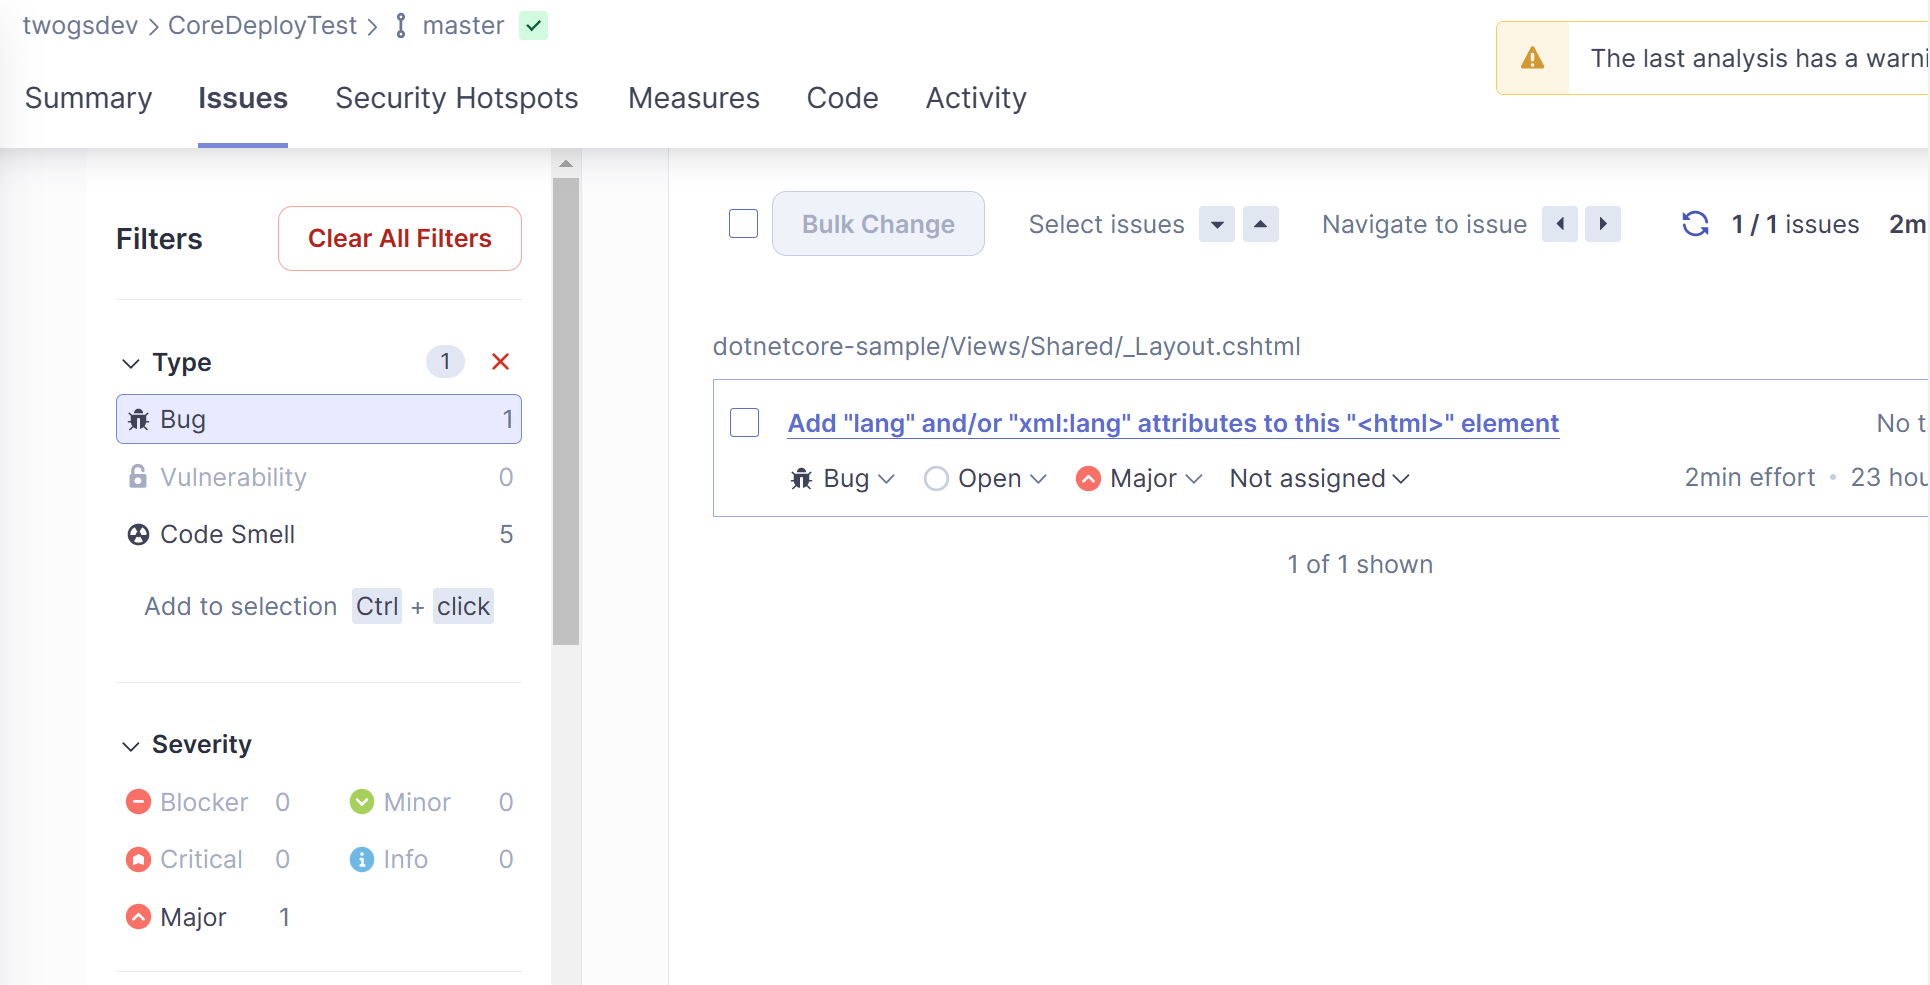 twogsdev > CoreDeployTest > master
The last analysis has a
Summary Issues Security Hotspots Measures Code Activity
Filters Clear All Filters
Type 1
Bug 1
Vulnerability 0
Code Smell 5
Add to selection Ctrl + click
Severity
Blocker 0 Minor 0
Critical 0 Info 0
Major 1
Bulk Change Select issues Navigate to issue 1 / 1 issues
dotnetcore-sample/Views/Shared/_Layout.cshtml
Add "lang" and/or "xml:lang" attributes to this "<html>" element No
Bug Open Major Not assigned 2min effort • 23
1 of 1 shown